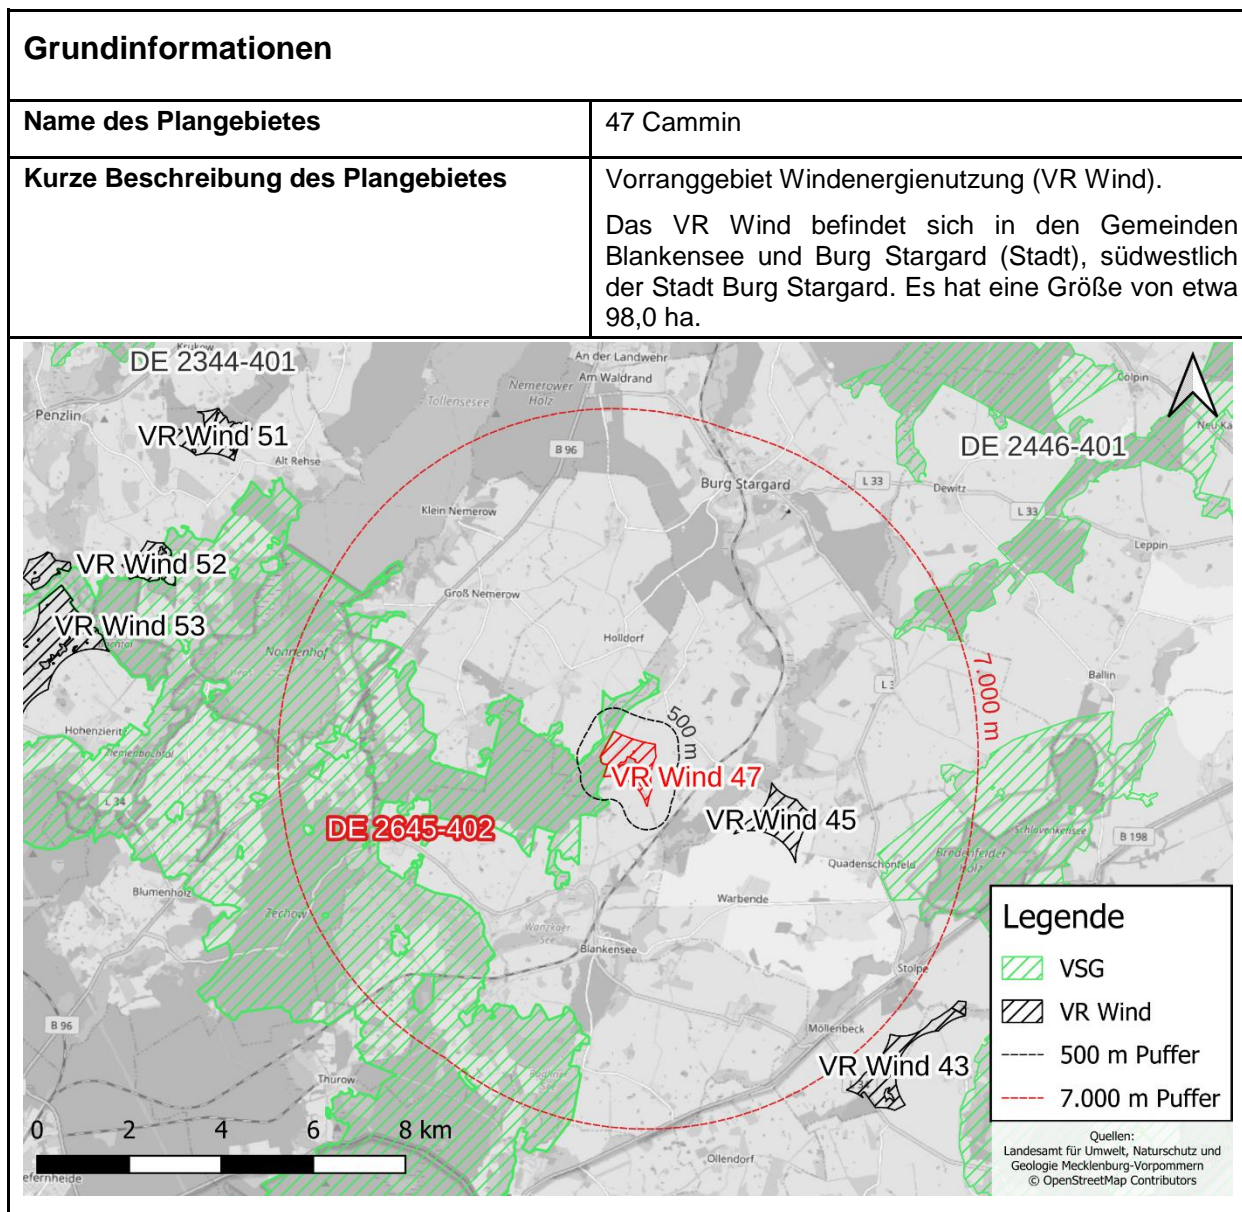 Grundinformationen
Name des Plangebietes
47 Cammin
Kurze Beschreibung des Plangebietes
Vorranggebiet Windenergienutzung (VR Wind).
Das VR Wind befindet sich in den Gemeinden
Blankensee und Burg Stargard (Stadt), südwestlich
der Stadt Burg Stargard. Es hat eine Größe von etwa
98,0 ha.
DE 2344-401
An der Landwehr
Am Waldrand
Nemerower
Holz
Tollensesee
Cölpin
Penzlin
VR Wind 51
Alt Rehse
B 96
DE 2446-401
Neu Ka
Burg Stargard
L 33
Dewitz
L 33
Klein Nemerow
Leppin
VR Wind 52
Groß Nemerow
VR Wind 53
Nonnenhof
Holldorf
Ballin
7.000 m
500 m
Hohenzieritz
VR Wind 47
L 34
DE 2645-402
VR Wind 45
Schlavenkensee
B 198
Quadenschönfeld
Bredenfelder
Holz
Blumenholz
Warbende
Zechow
Wanzkaer
See
Blankensee
Stolpe
B 96
Möllenbeck
VR Wind 43
Thurow
Ollendorf
0 2 4 6 8 km
Legende
VSG
VR Wind
500 m Puffer
7.000 m Puffer
Quellen:
Landesamt für Umwelt, Naturschutz und
Geologie Mecklenburg-Vorpommern
© OpenStreetMap Contributors